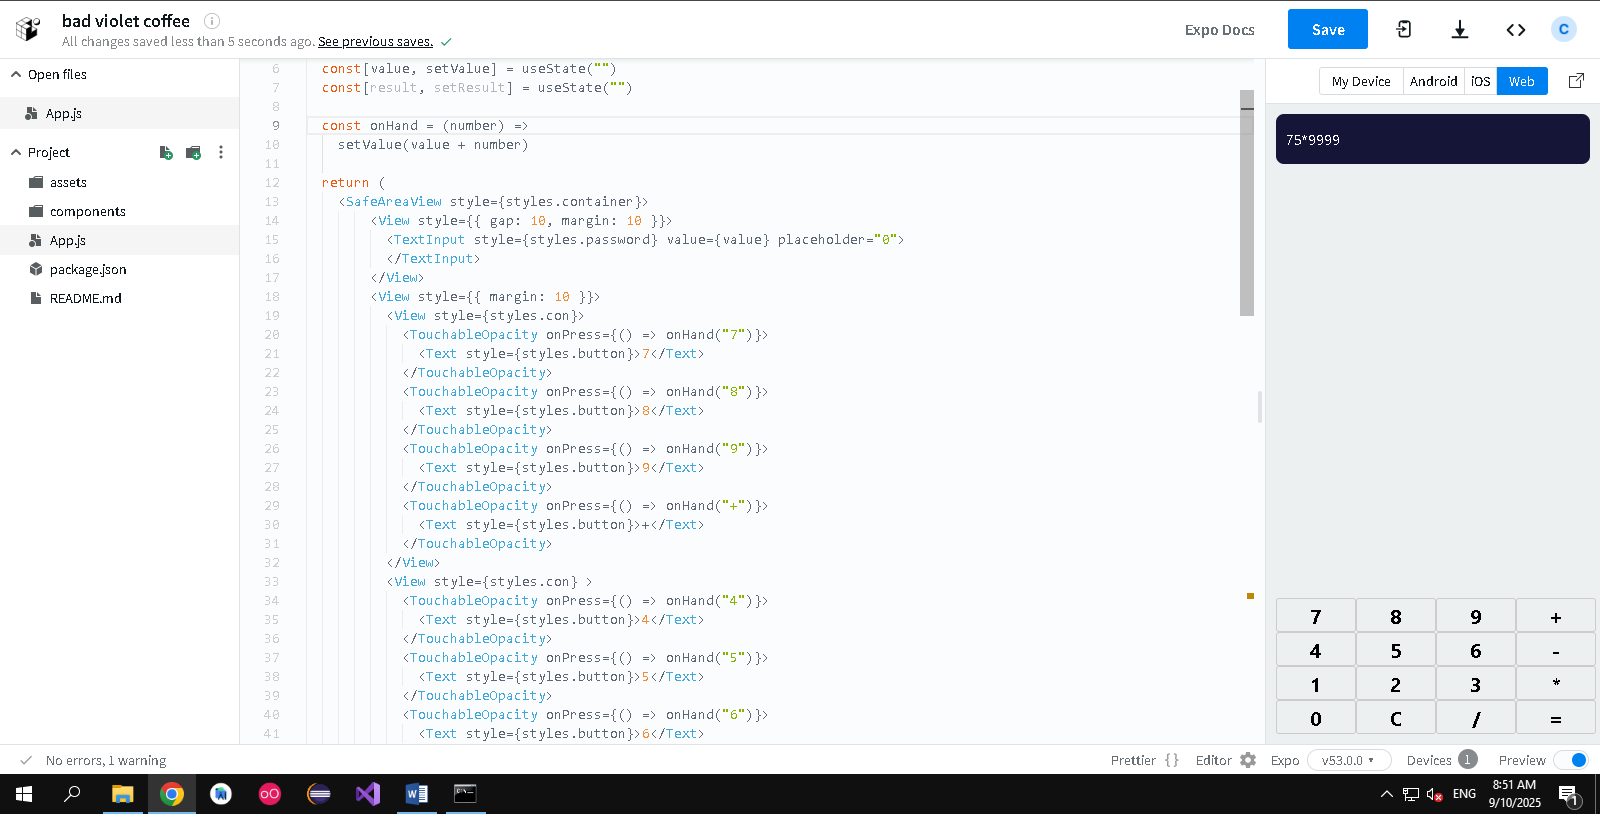 bad violet coffee
All changes saved less than 5 seconds ago. See previous saves.
Expo Docs
Save
C
Open files
App.js
Project
assets
components
App.js
package.json
README.md
6 const[value, setValue] = useState("")
7 const[result, setResult] = useState("")
8
9 const onHand = (number) =>
10 setValue(value + number)
11
12 return (
13 <SafeAreaView style={styles.container}>
14 <View style={{ gap: 10, margin: 10 }}>
15 <TextInput style={styles.password} value={value} placeholder="0">
16 </TextInput>
17 </View>
18 <View style={{ margin: 10 }}>
19 <View style={styles.con}>
20 <TouchableOpacity onPress={() => onHand("7")}>
21 <Text style={styles.button}>7</Text>
22 </TouchableOpacity>
23 <TouchableOpacity onPress={() => onHand("8")}>
24 <Text style={styles.button}>8</Text>
25 </TouchableOpacity>
26 <TouchableOpacity onPress={() => onHand("9")}>
27 <Text style={styles.button}>9</Text>
28 </TouchableOpacity>
29 <TouchableOpacity onPress={() => onHand("+")}>
30 <Text style={styles.button}>+</Text>
31 </TouchableOpacity>
32 </View>
33 <View style={styles.con} >
34 <TouchableOpacity onPress={() => onHand("4")}>
35 <Text style={styles.button}>4</Text>
36 </TouchableOpacity>
37 <TouchableOpacity onPress={() => onHand("5")}>
38 <Text style={styles.button}>5</Text>
39 </TouchableOpacity>
40 <TouchableOpacity onPress={() => onHand("6")}>
41 <Text style={styles.button}>6</Text>
My Device Android iOS Web
75*9999
7 8 9 +
4 5 6 -
1 2 3 *
0 C / =
No errors, 1 warning
Prettier {} Editor Expo v53.0.0 Devices 1 Preview
ENG
8:51 AM
9/10/2025
1